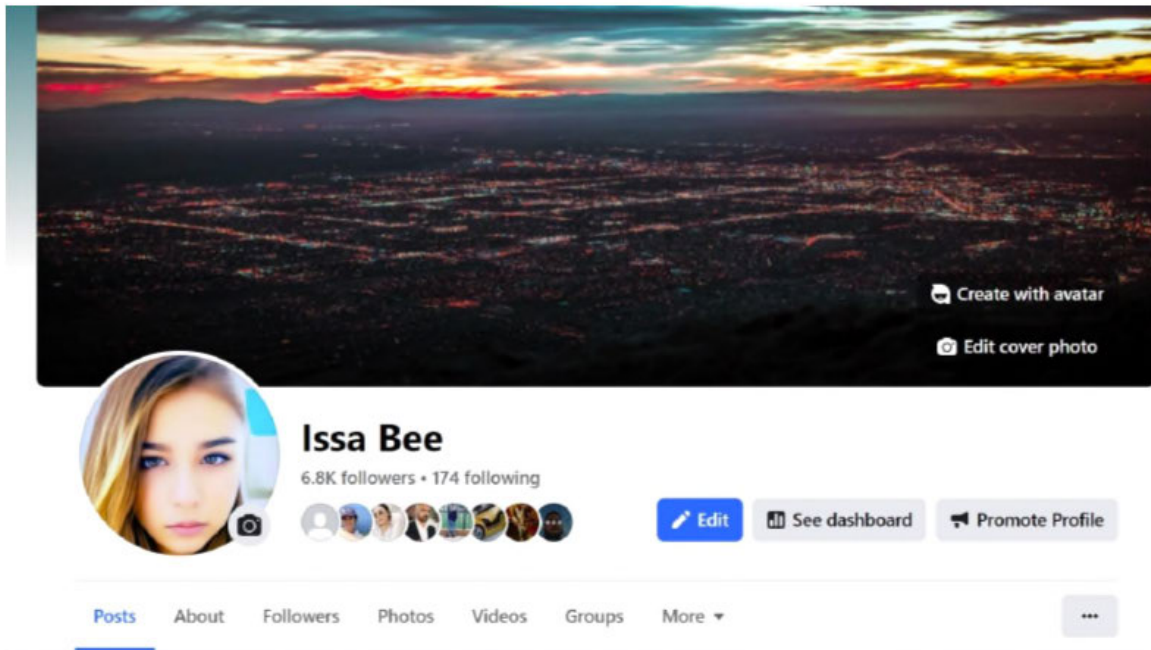 Create with avatar
Edit cover photo
Issa Bee
6.8K followers • 174 following
Edit
See dashboard
Promote Profile
Posts
About
Followers
Photos
Videos
Groups
More